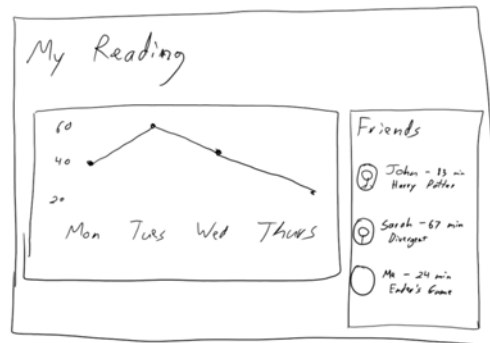 My Reading
60
40
20
Mon Tues Wed Thurs
Friends
John - 83 min
Harry Potter
Sarah - 67 min
Divergent
Me - 24 min
Ender's Game